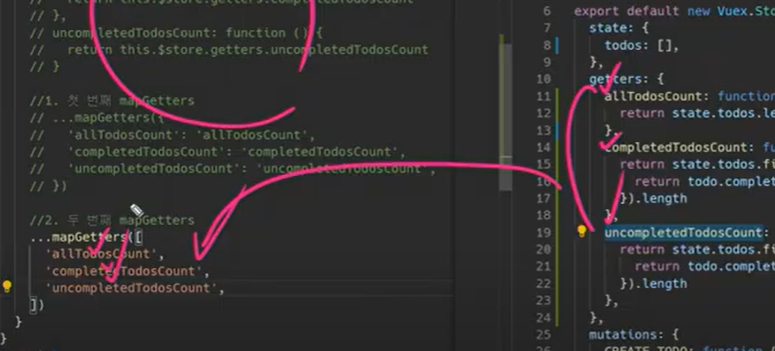 return this.$store.getters.completedTodosCount
// },
// uncompletedTodosCount: function () {
//   return this.$store.getters.uncompletedTodosCount
// }
//1. 첫 번째 mapGetters
// ...mapGetters({
//   'allTodosCount': 'allTodosCount',
//   'completedTodosCount': 'completedTodosCount',
//   'uncompletedTodosCount': 'uncompletedTodosCount',
// })
//2. 두 번째 mapGetters
...mapGetters([
'allTodosCount',
'completedTodosCount',
'uncompletedTodosCount',
])
}
}
6 export default new Vuex.Sto
7 state: {
8 todos: [],
9 },
10 getters: {
11 allTodosCount: function
12 return state.todos.le
13 },
14 completedTodosCount: fu
15 return state.todos.fi
16 return todo.complet
17 }).length
18 },
19 uncompletedTodosCount:
20 return state.todos.fi
21 return todo.complet
22 }).length
23 },
24 },
25 mutations: {
26 CREATE_TODO: function